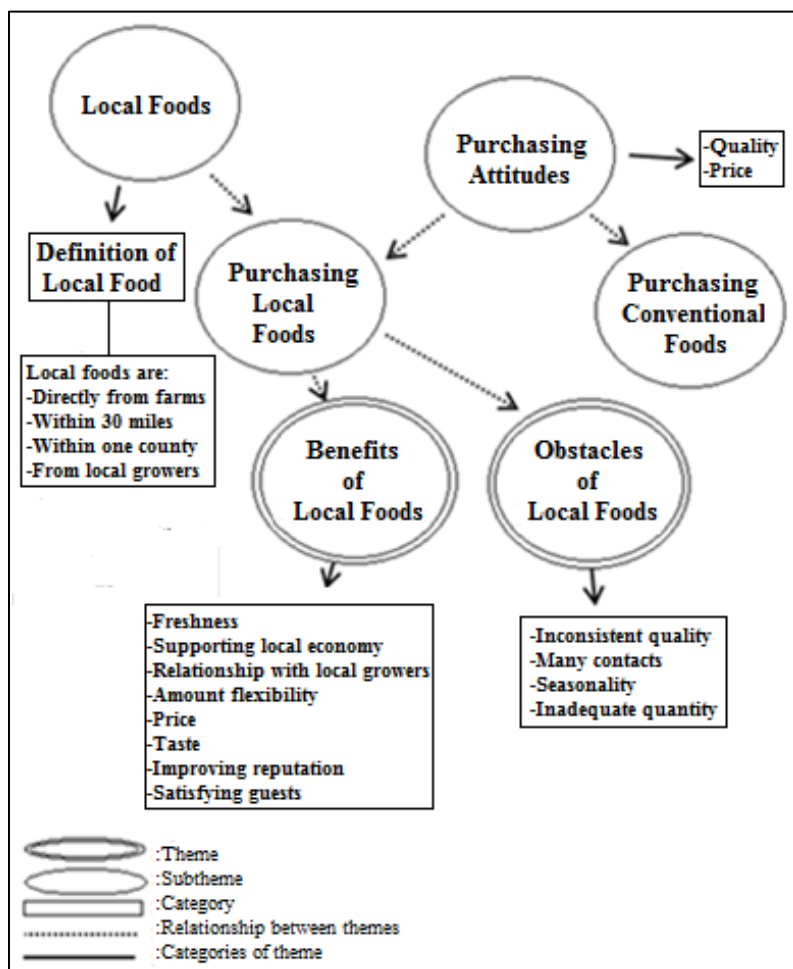 Local Foods
Purchasing
Attitudes
-Quality
-Price
Definition of
Local Food
Purchasing
Local
Foods
Purchasing
Conventional
Foods
Local foods are:
-Directly from farms
-Within 30 miles
-Within one county
-From local growers
Benefits
of
Local Foods
Obstacles
of
Local Foods
-Freshness
-Supporting local economy
-Relationship with local growers
-Amount flexibility
-Price
-Taste
-Improving reputation
-Satisfying guests
-Inconsistent quality
-Many contacts
-Seasonality
-Inadequate quantity
:Theme
:Subtheme
:Category
:Relationship between themes
:Categories of theme